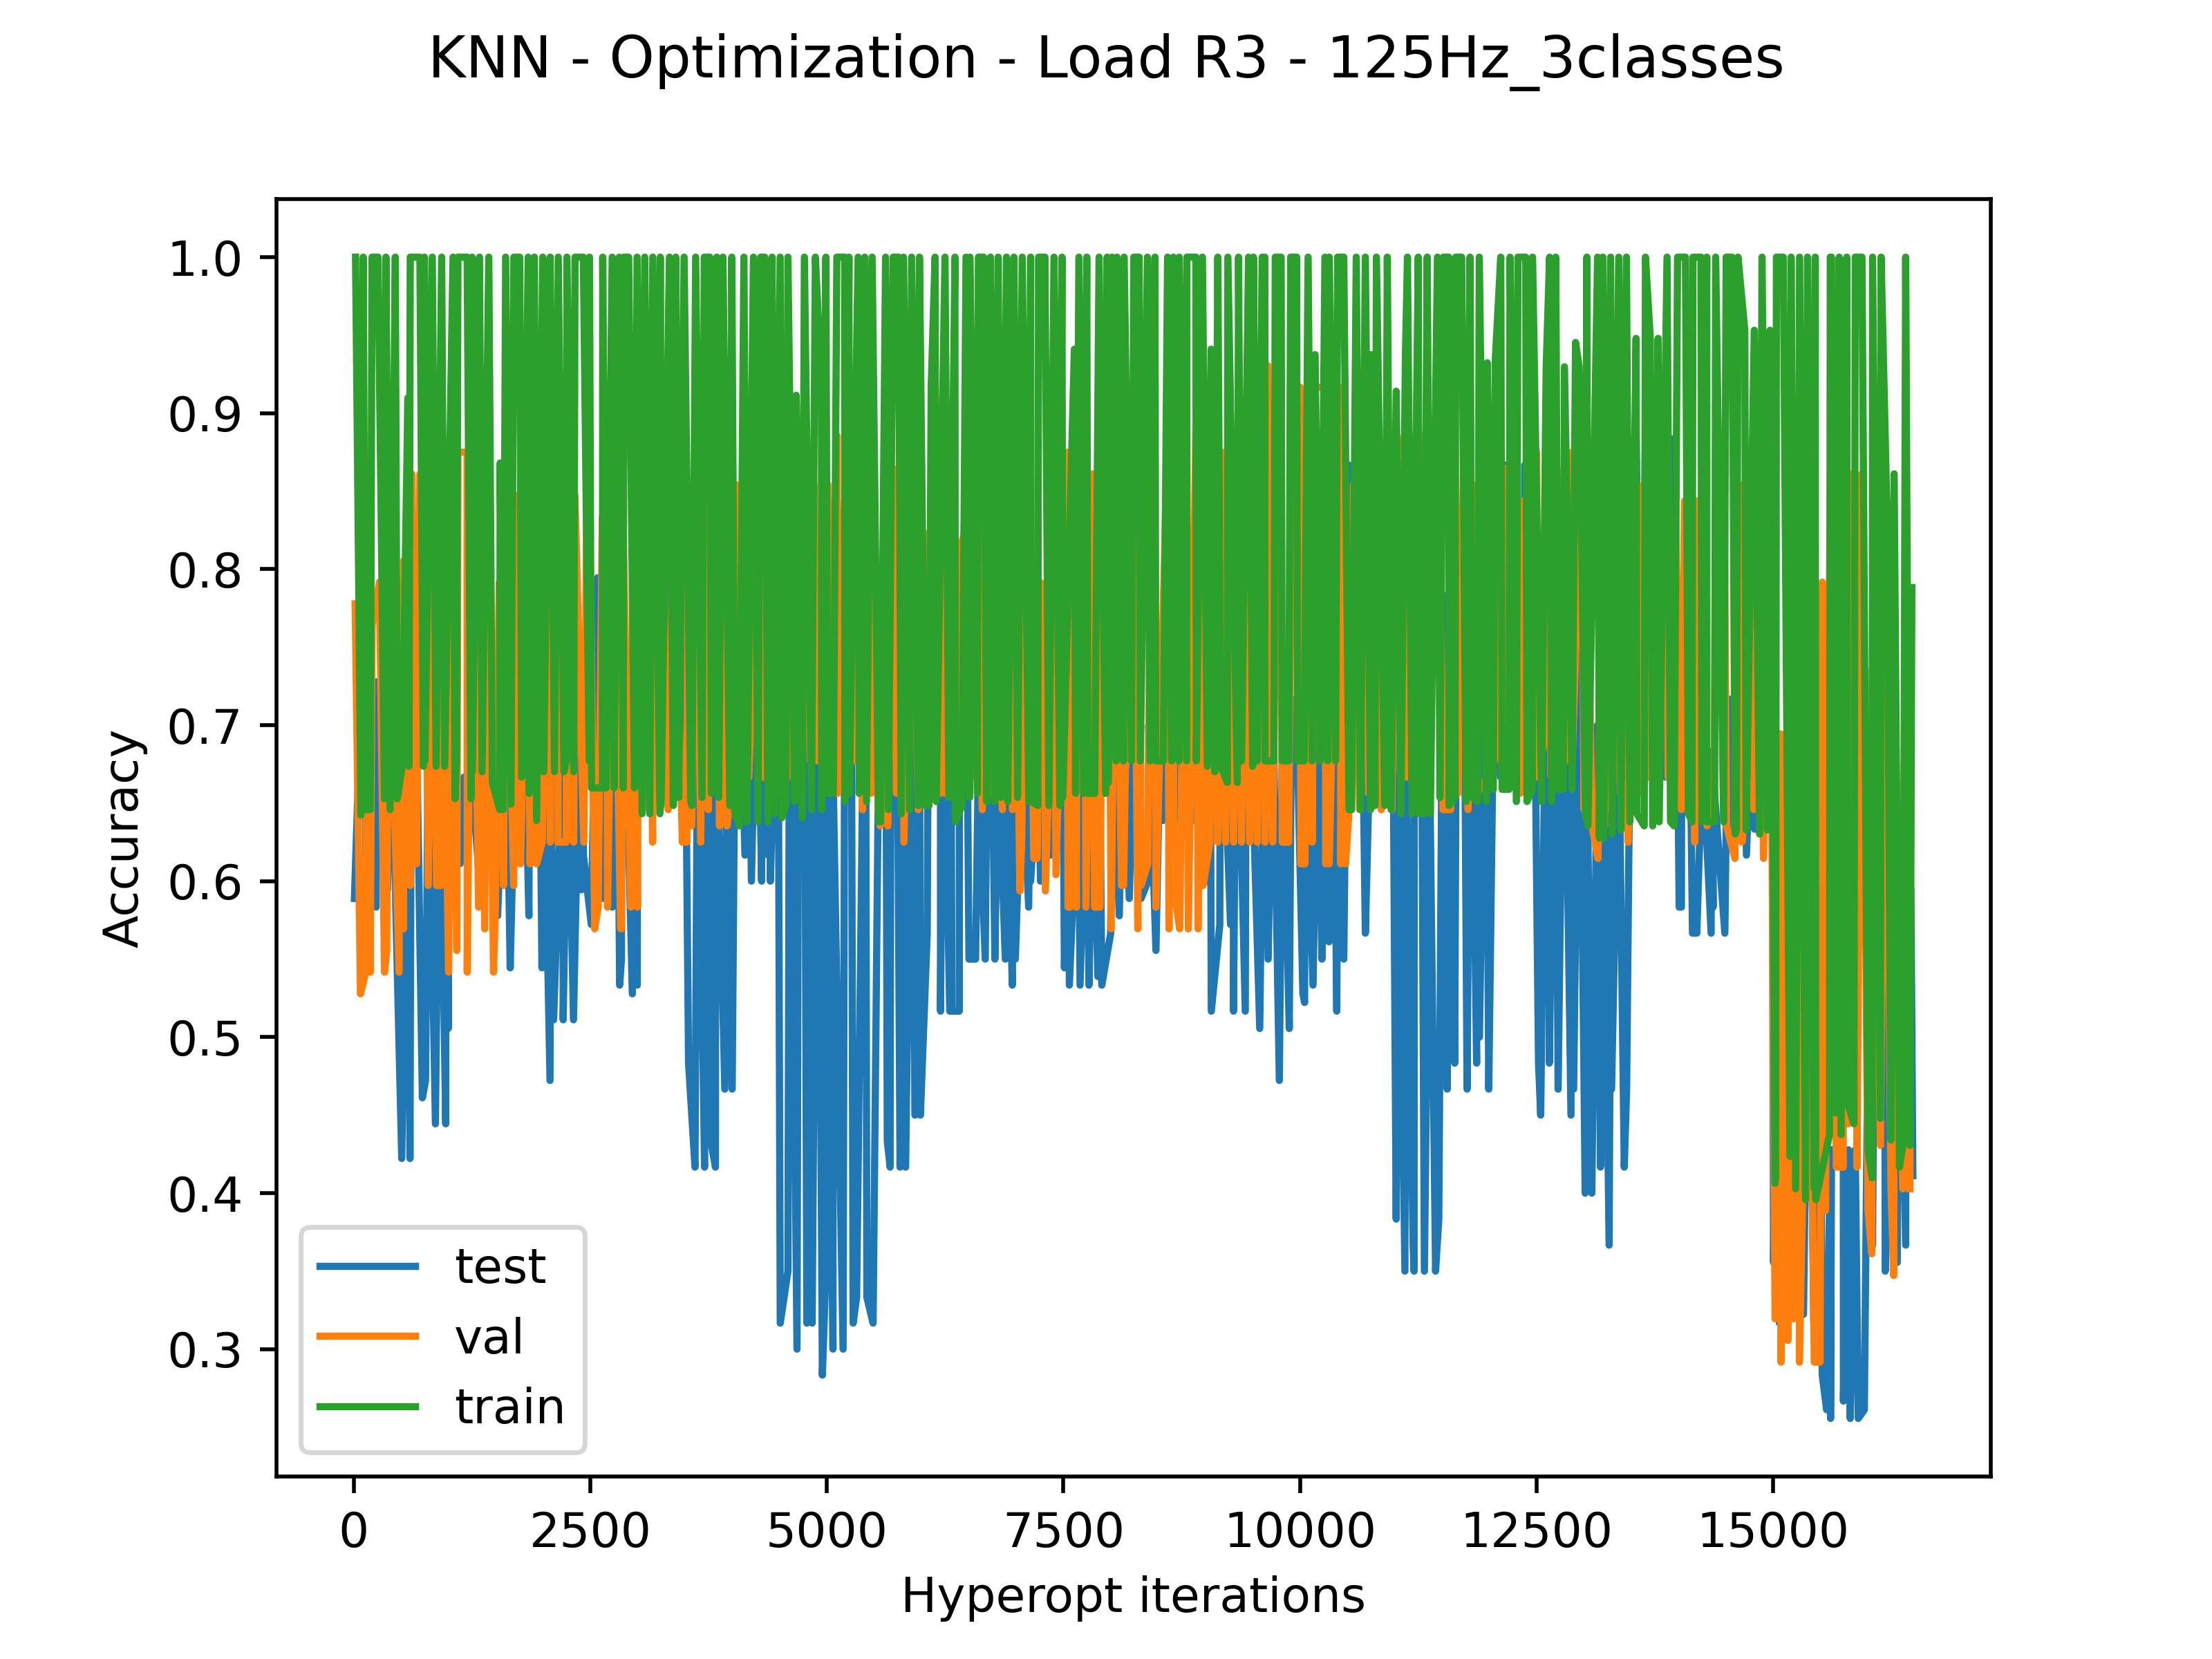 KNN - Optimization - Load R3 - 125Hz_3classes
1.0
0.9
0.8
0.7
0.6
0.5
0.4
0.3
Accuracy
test
val
train
0 2500 5000 7500 10000 12500 15000
Hyperopt iterations